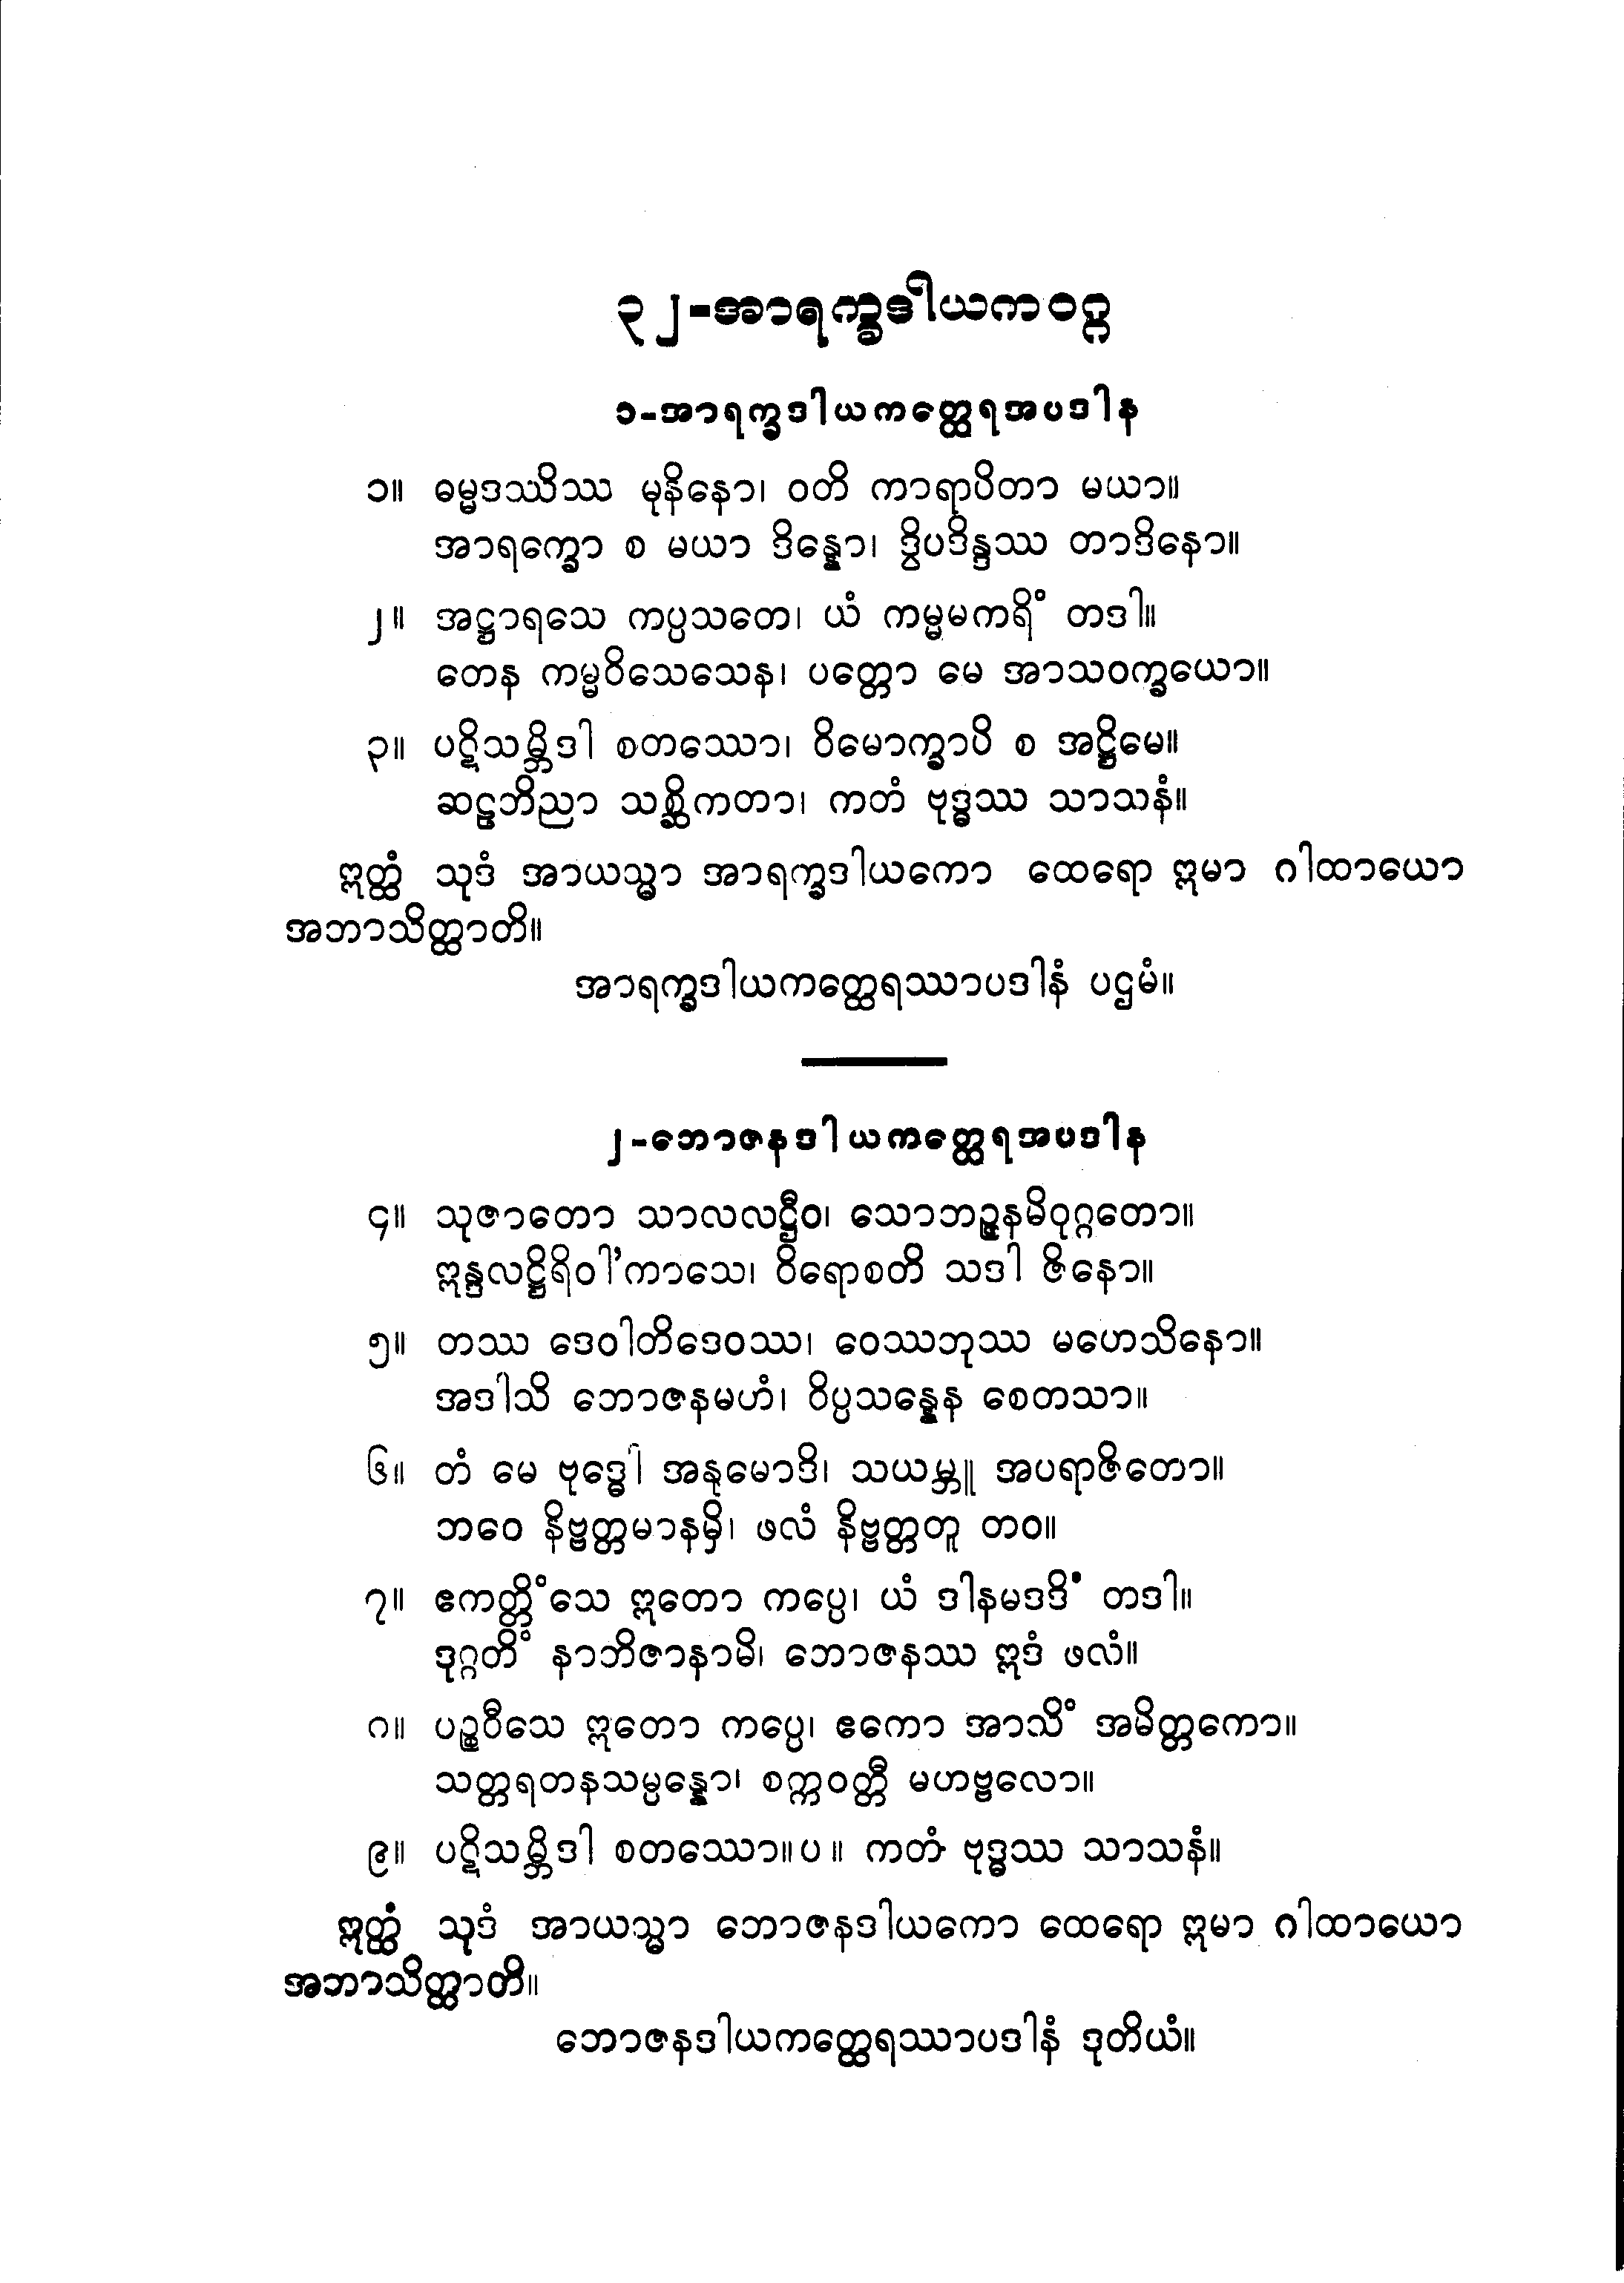 ၃၂-အာရက္ခဒါယကဝဂ္ဂ
၁-အာရက္ခဒါယကတ္ထေရအပဒါန
၁။ ဓမ္မဒဿိဿ မုနိနော၊ ဝတိ ကာရာပိတာ မယာ။
အာရက္ခော စ မယာ ဒိန္နော၊ ဒွိပဒိန္ဒဿ တာဒိနော။
၂။ အဋ္ဌာရသေ ကပ္ပသတေ၊ ယံ ကမ္မမကရိံ တဒါ။
တေန ကမ္မဝိသေသေန၊ ပတ္တော မေ အာသဝက္ခယော။
၃။ ပဋိသမ္ဘိဒါ စတဿော၊ ဝိမောက္ခာပိ စ အဋ္ဌိမေ။
ဆဠဘိညာ သစ္ဆိကတာ၊ ကတံ ဗုဒ္ဓဿ သာသနံ။
ဣတ္ထံ သုဒံ အာယသ္မာ အာရက္ခဒါယကော ထေရော ဣမာ ဂါထာယော
အဘာသိတ္ထာတိ။
အာရက္ခဒါယကတ္ထေရဿာပဒါနံ ပဌမံ။
၂-ဘောဇနဒါယကတ္ထေရအပဒါန
၄။ သုဇာတော သာလလဋ္ဌီဝ၊ သောဘဉ္ဇနမိဝုဂ္ဂတော။
ဣန္ဒလဋ္ဌိရိဝါ'ကာသေ၊ ဝိရောစတိ သဒါ ဇိနော။
၅။ တဿ ဒေဝါတိဒေဝဿ၊ ဝေဿဘုဿ မဟေသိနော။
အဒါသိ ဘောဇနမဟံ၊ ဝိပ္ပသန္နေန စေတသာ။
၆။ တံ မေ ဗုဒ္ဓေါ အနုမောဒိ၊ သယမ္ဘူ အပရာဇိတော။
ဘဝေ နိဗ္ဗတ္တမာနမှိ၊ ဖလံ နိဗ္ဗတ္တတူ တဝ။
၇။ ဧကတ္တိံသေ ဣတော ကပ္ပေ၊ ယံ ဒါနမဒဒိံ တဒါ။
ဒုဂ္ဂတိံ နာဘိဇာနာမိ၊ ဘောဇနဿ ဣဒံ ဖလံ။
၈။ ပဉ္စဝီသေ ဣတော ကပ္ပေ၊ ဧကော အာသိံ အမိတ္တကော။
သတ္တရတနသမ္ပန္နော၊ စက္ကဝတ္တီ မဟဗ္ဗလော။
၉။ ပဋိသမ္ဘိဒါ စတဿော။ပ။ ကတံ ဗုဒ္ဓဿ သာသနံ။
ဣတ္ထံ သုဒံ အာယသ္မာ ဘောဇနဒါယကော ထေရော ဣမာ ဂါထာယော
အဘာသိတ္ထာတိ။
ဘောဇနဒါယကတ္ထေရဿာပဒါနံ ဒုတိယံ။